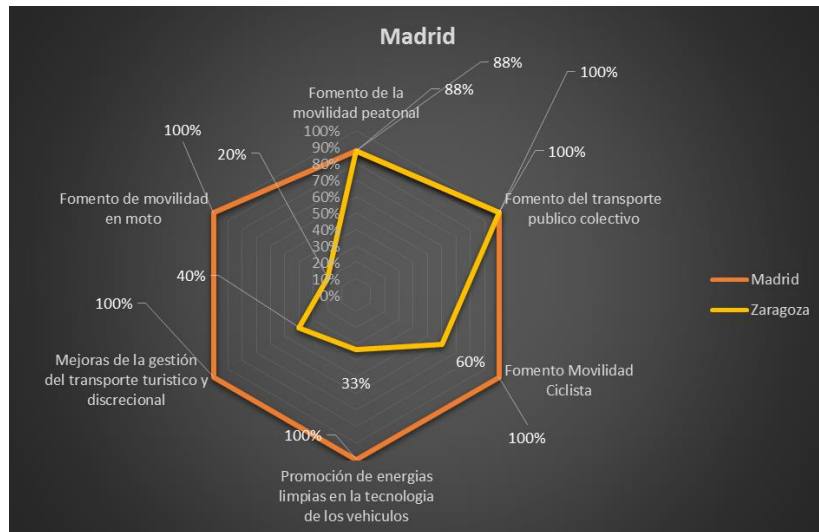 Madrid
88%
88%
100%
100%
Fomento de la
movilidad peatonal
100%
90%
80%
70%
60%
50%
40%
30%
20%
10%
0%
100%
20%
Fomento de movilidad
en moto
Fomento del transporte
publico colectivo
Madrid
Zaragoza
40%
100%
Mejoras de la gestión
del transporte turistico y
discrecional
60%
Fomento Movilidad
Ciclista
33%
100%
100%
Promoción de energias
limpias en la tecnologia
de los vehiculos